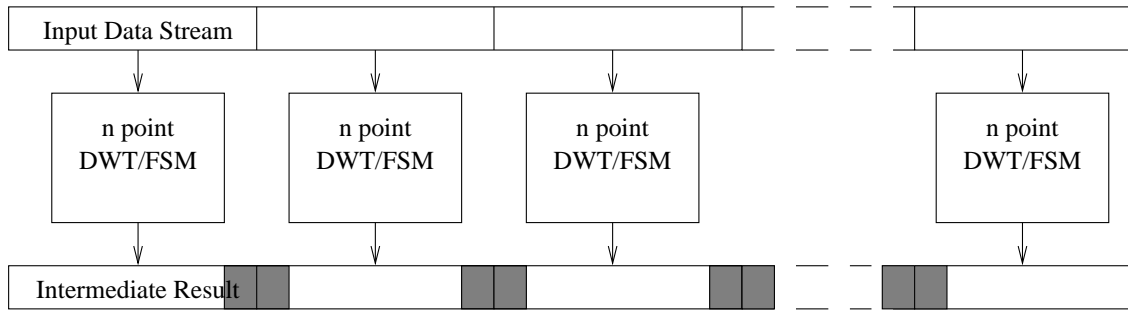 Input Data Stream
n point
DWT/FSM
n point
DWT/FSM
n point
DWT/FSM
n point
DWT/FSM
Intermediate Result